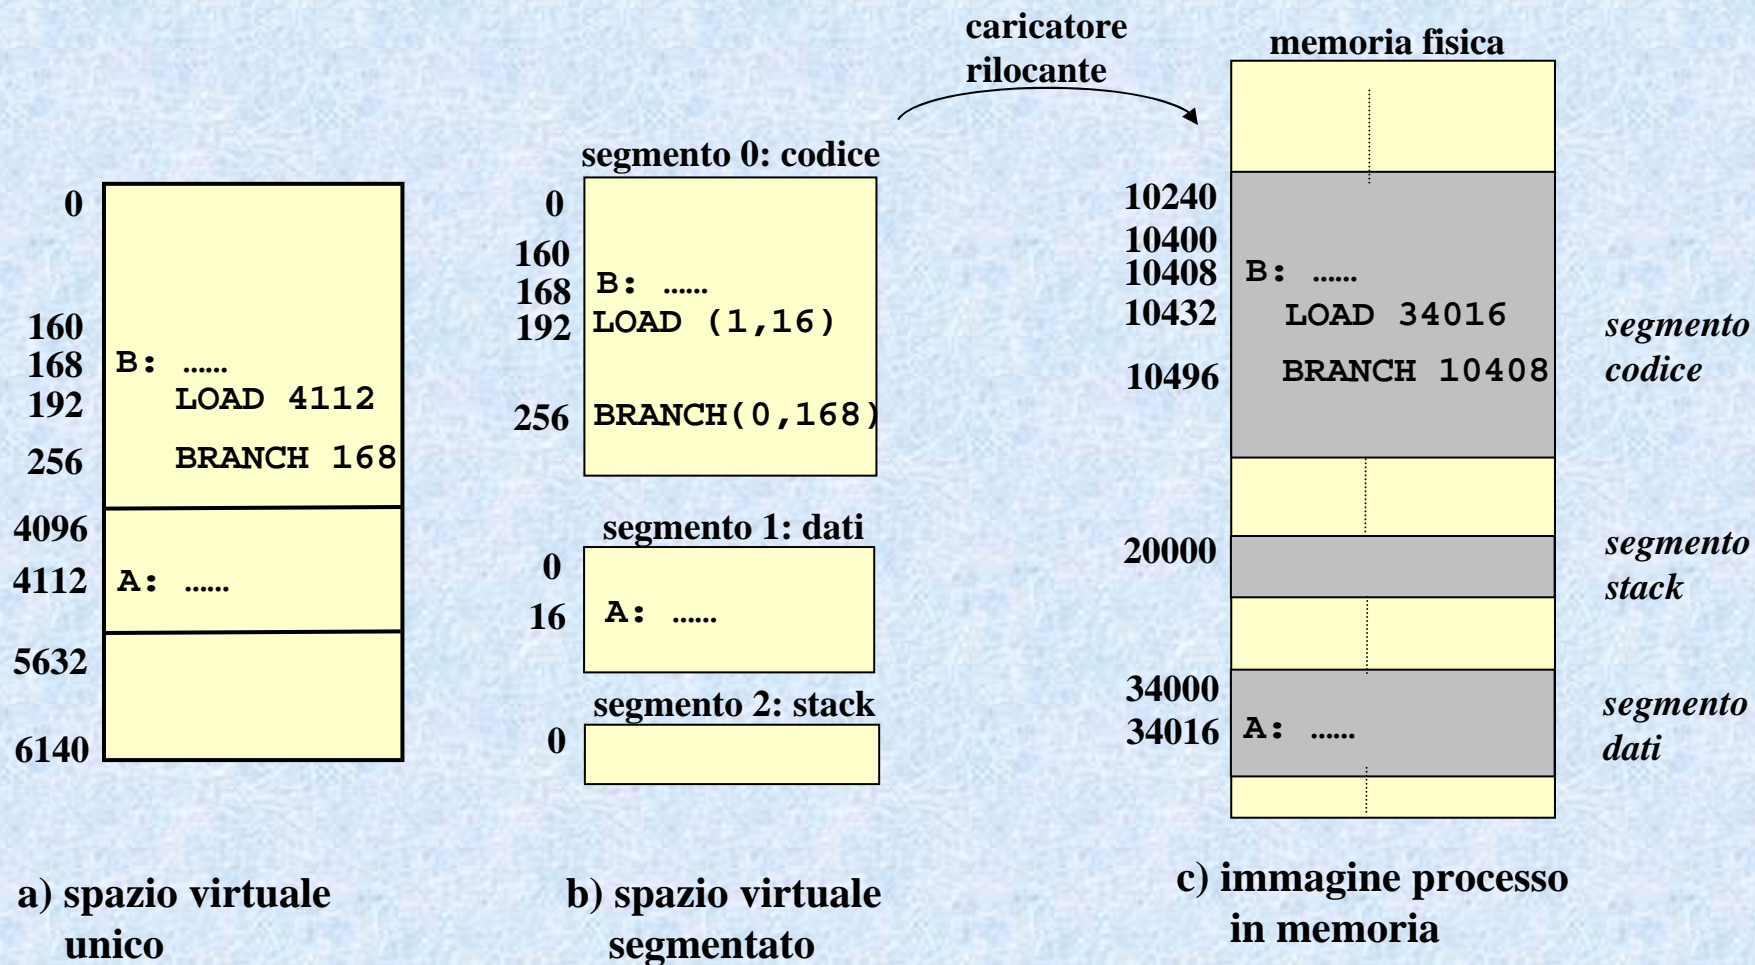 caricatore
rilocante
memoria fisica
0
160
168
192
256
4096
4112
5632
6140
B: ......
LOAD 4112
BRANCH 168
A: ......
a) spazio virtuale
unico
segmento 0: codice
0
160
168
192
256
B: ......
LOAD (1,16)
BRANCH(0,168)
segmento 1: dati
0
16
A: ......
segmento 2: stack
0
b) spazio virtuale
segmentato
10240
10400
10408
10432
10496
B: ......
LOAD 34016
BRANCH 10408
segmento
codice
20000
segmento
stack
34000
34016
A: ......
segmento
dati
c) immagine processo
in memoria